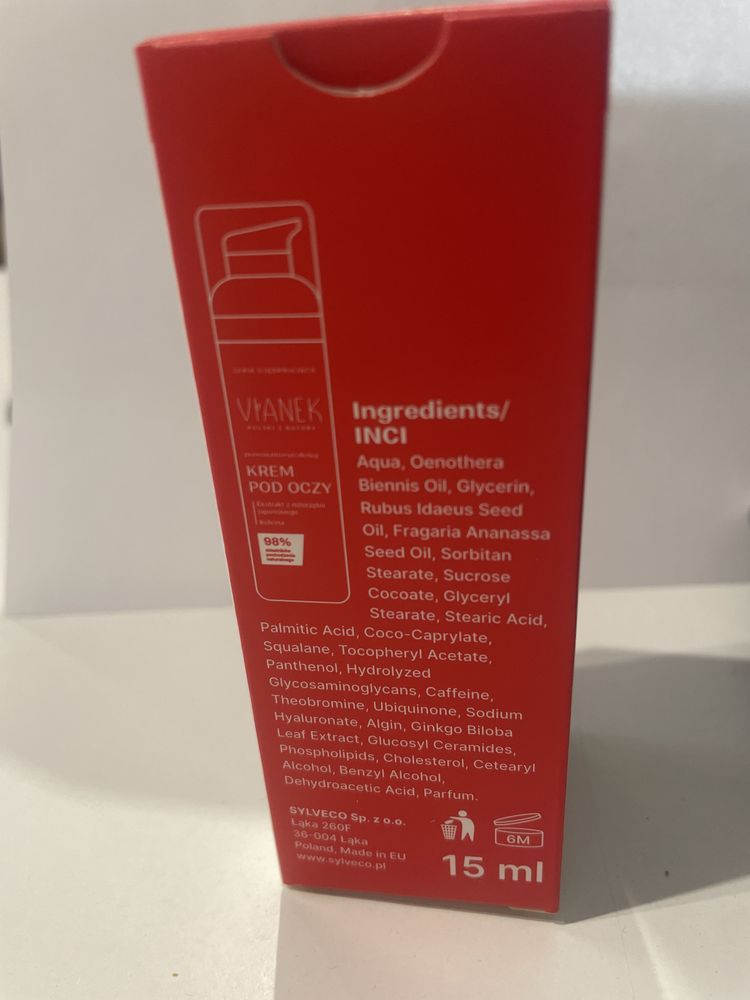 VIANEK
KREM
POD OCZY
Kofeina
98%
Ingredients/
INCI
Aqua, Oenothera
Biennis Oil, Glycerin,
Rubus Idaeus Seed
Oil, Fragaria Ananassa
Seed Oil, Sorbitan
Stearate, Sucrose
Cocoate, Glyceryl
Stearate, Stearic Acid,
Palmitic Acid, Coco-Caprylate,
Squalane, Tocopheryl Acetate,
Panthenol, Hydrolyzed
Glycosaminoglycans, Caffeine,
Theobromine, Ubiquinone, Sodium
Hyaluronate, Algin, Ginkgo Biloba
Leaf Extract, Glucosyl Ceramides,
Phospholipids, Cholesterol, Cetearyl
Alcohol, Benzyl Alcohol,
Dehydroacetic Acid, Parfum.
SYLVECO Sp. z o.o.
Łąka 260F
36-004 Łąka
Poland, Made in EU
www.sylveco.pl
6M
15 ml